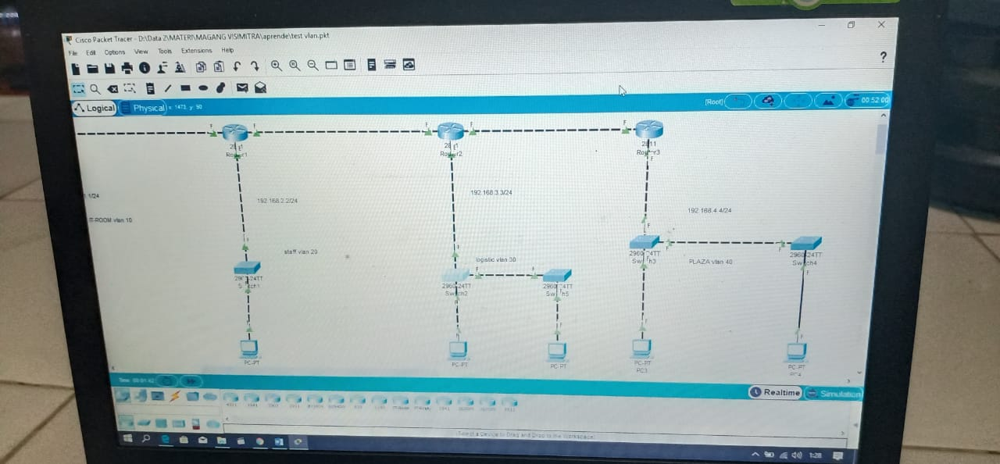 Cisco Packet Tracer - D:\Data Z\MATERI\MAGANG VISIMITRA\aprende\test vlan.pkt
File Edit Options View Tools Extensions Help
?
Logical Physical x: 1473, y: 90
[Root] 00:52:00
F F F F F
2811
Router1
2811
Router2
2811
Router3
1/24
192.168.2.2/24
192.168.3.3/24
192.168.4.4/24
IT-ROOM vlan 10
staff vlan 20
logistic vlan 30
PLAZA vlan 40
2960-24TT
Switch1
2960-24TT
Switch2
2960-24TT
Switch5
2960-24TT
Switch3
2960-24TT
Switch4
PC-PT
PC-PT
PC-PT
PC-PT
PC3
PC-PT
PC4
Time: 00:01:42
Realtime Simulation
(Select a Device to Drag and Drop to the Workspace)
1:28